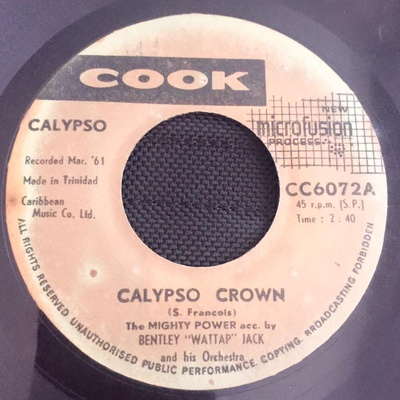 COOK
CALYPSO
NEW
microfusion
PROCESS
Recorded Mar. '61
Made in Trinidad
Caribbean
Music Co. Ltd.
CC6072A
45 r.p.m. (S.P.)
Time : 2 : 40
CALYPSO CROWN
(S. Francois)
The MIGHTY POWER acc. by
BENTLEY "WATTAP" JACK
and his Orchestra
ALL RIGHTS RESERVED UNAUTHORISED PUBLIC PERFORMANCE, COPYING, BROADCASTING FORBIDDEN